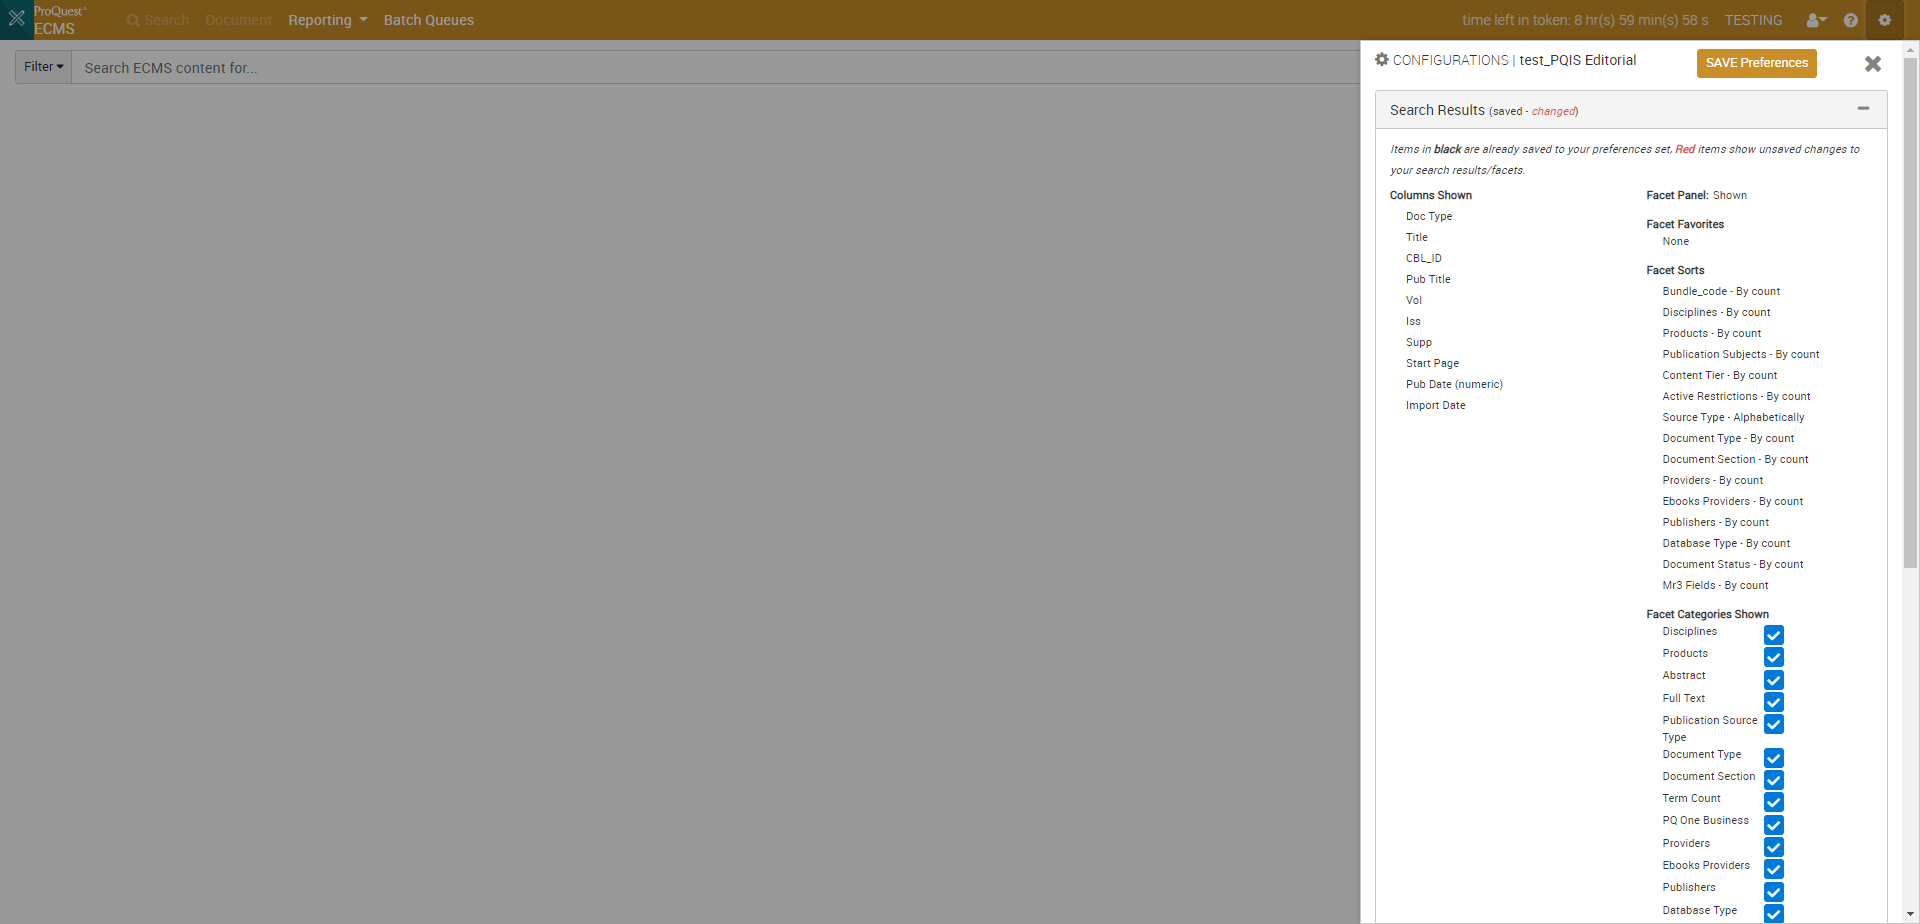 ProQuest®
ECMS
Search Document Reporting Batch Queues
time left in token: 8 hr(s) 59 min(s) 58 s TESTING
Filter Search ECMS content for...
CONFIGURATIONS | test_PQIS Editorial
SAVE Preferences
Search Results (saved - changed)
Items in black are already saved to your preferences set, Red items show unsaved changes to
your search results/facets.
Columns Shown
Doc Type
Title
CBL_ID
Pub Title
Vol
Iss
Supp
Start Page
Pub Date (numeric)
Import Date
Facet Panel: Shown
Facet Favorites
None
Facet Sorts
Bundle_code - By count
Disciplines - By count
Products - By count
Publication Subjects - By count
Content Tier - By count
Active Restrictions - By count
Source Type - Alphabetically
Document Type - By count
Document Section - By count
Providers - By count
Ebooks Providers - By count
Publishers - By count
Database Type - By count
Document Status - By count
Mr3 Fields - By count
Facet Categories Shown
Disciplines
Products
Abstract
Full Text
Publication Source
Type
Document Type
Document Section
Term Count
PQ One Business
Providers
Ebooks Providers
Publishers
Database Type